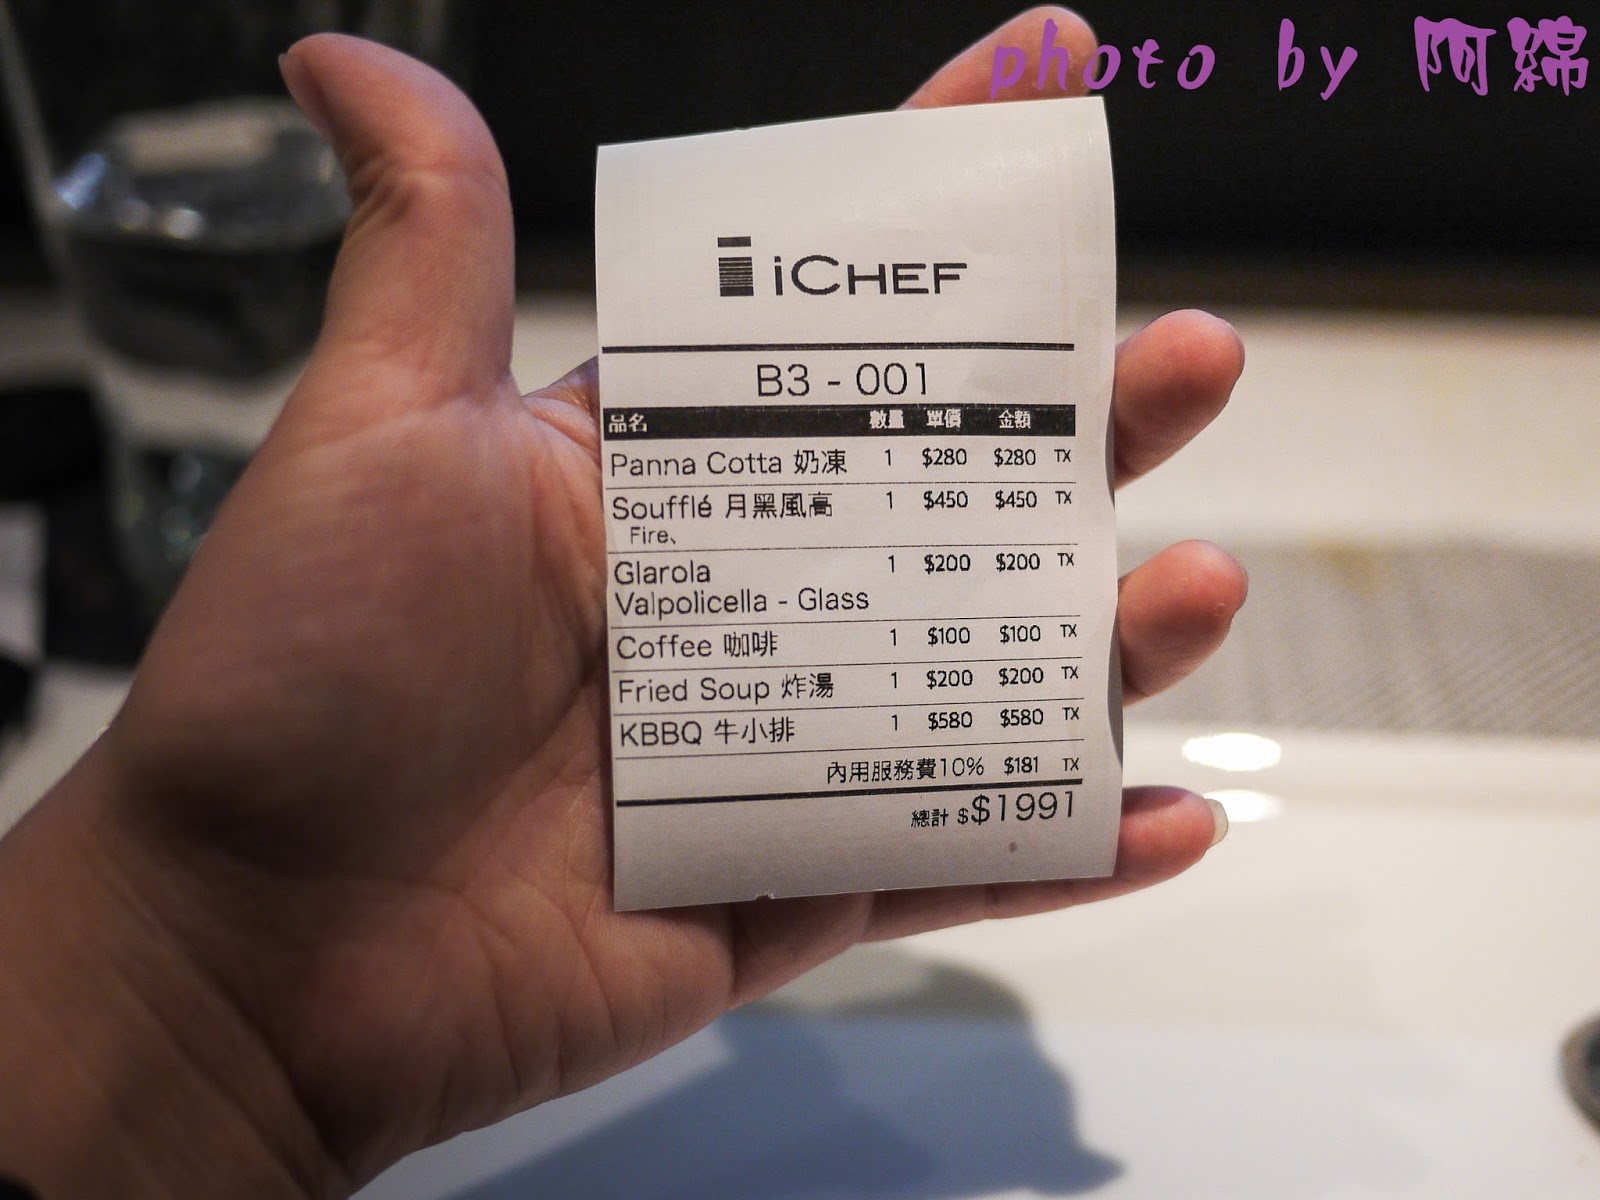 photo by 阿綿
iCHEF
B3 - 001
品名 數量 單價 金額
Panna Cotta 奶凍 1 $280 $280 TX
Soufflé 月黑風高 1 $450 $450 TX
Fire、
Glarola 1 $200 $200 TX
Valpolicella - Glass
Coffee 咖啡 1 $100 $100 TX
Fried Soup 炸湯 1 $200 $200 TX
KBBQ 牛小排 1 $580 $580 TX
內用服務費10% $181 TX
總計 $$1991